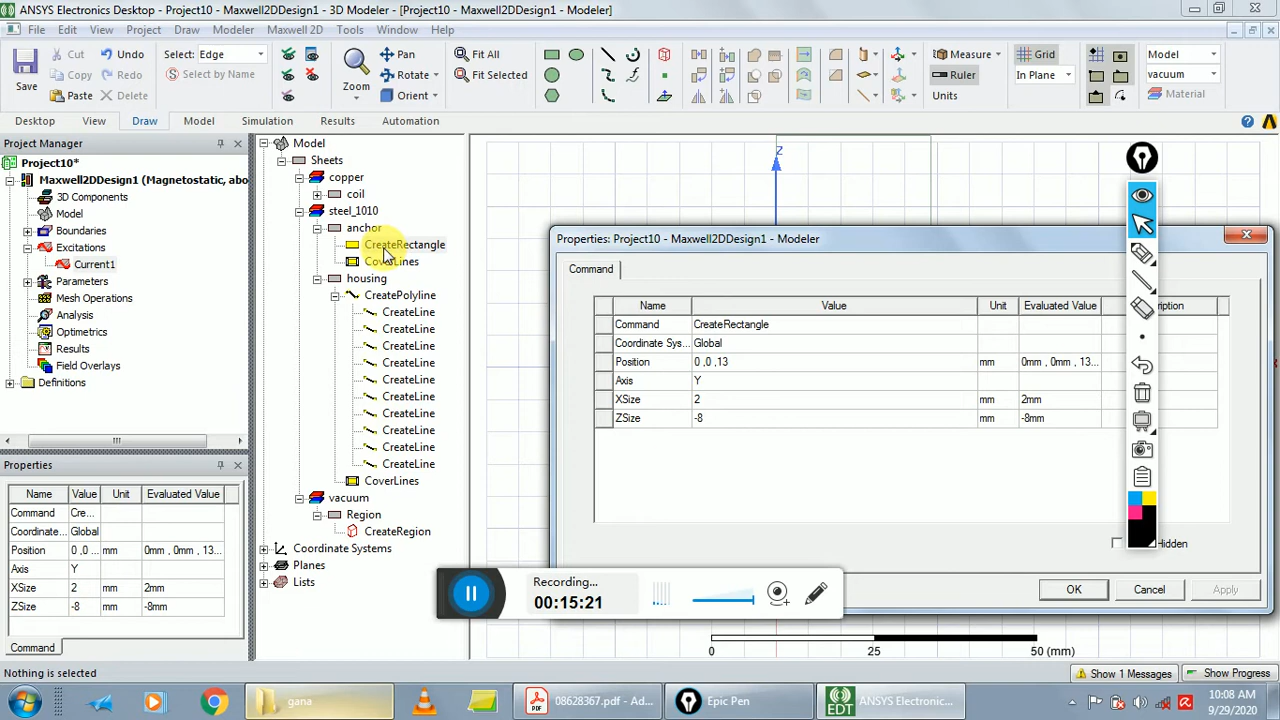 ANSYS Electronics Desktop - Project10 - Maxwell2DDesign1 - 3D Modeler - [Project10 - Maxwell2DDesign1 - Modeler]
File Edit View Project Draw Modeler Maxwell 2D Tools Window Help
Save Cut Undo Select: Edge Pan Fit All Measure Grid Model
Copy Redo Select by Name Zoom Rotate Fit Selected Ruler In Plane vacuum
Paste Delete Orient Units Material
Desktop View Draw Model Simulation Results Automation
Project Manager
Project10*
Maxwell2DDesign1 (Magnetostatic, abo
3D Components
Model
Boundaries
Excitations
Current1
Parameters
Mesh Operations
Analysis
Optimetrics
Results
Field Overlays
Definitions
Properties
Name Value Unit Evaluated Value
Command Cre...
Coordinate... Global
Position 0 ,0 ... mm 0mm , 0mm , 13...
Axis Y
XSize 2 mm 2mm
ZSize -8 mm -8mm
Command
Model
Sheets
copper
coil
steel_1010
anchor
CreateRectangle
CoverLines
housing
CreatePolyline
CreateLine
CreateLine
CreateLine
CreateLine
CreateLine
CreateLine
CreateLine
CreateLine
CreateLine
CreateLine
CoverLines
vacuum
Region
CreateRegion
Coordinate Systems
Planes
Lists
Z
Properties: Project10 - Maxwell2DDesign1 - Modeler
Command
Name Value Unit Evaluated Value
Command CreateRectangle
Coordinate Sys... Global
Position 0 ,0 ,13 mm 0mm , 0mm , 13...
Axis Y
XSize 2 mm 2mm
ZSize -8 mm -8mm
OK Cancel Apply
Recording...
00:15:21
0 25 50 (mm)
Nothing is selected
Show 1 Messages Show Progress
gana 08628367.pdf - Ad... Epic Pen ANSYS Electronic...
10:08 AM
9/29/2020